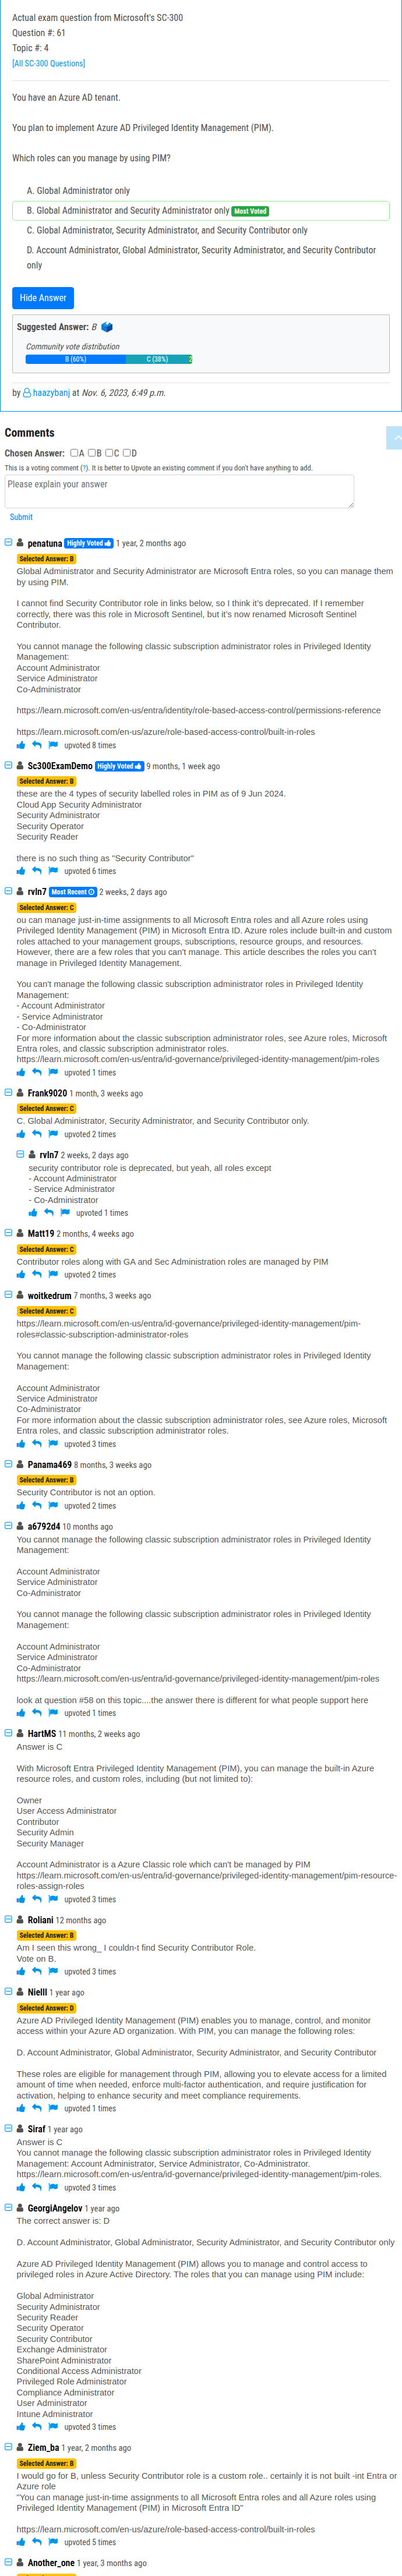 Actual exam question from Microsoft's SC-300
Question #: 61
Topic #: 4
[All SC-300 Questions]
You have an Azure AD tenant.
You plan to implement Azure AD Privileged Identity Management (PIM).
Which roles can you manage by using PIM?
A. Global Administrator only
B. Global Administrator and Security Administrator only Most Voted
C. Global Administrator, Security Administrator, and Security Contributor only
D. Account Administrator, Global Administrator, Security Administrator, and Security Contributor
only
Hide Answer
Suggested Answer: B
Community vote distribution
B (60%) C (38%)
by haazybanj at Nov. 6, 2023, 6:49 p.m.
Comments
Chosen Answer: A B C D
This is a voting comment (?). It is better to Upvote an existing comment if you don't have anything to add.
Please explain your answer
Submit
penatuna Highly Voted 1 year, 2 months ago
Selected Answer: B
Global Administrator and Security Administrator are Microsoft Entra roles, so you can manage them
by using PIM.
I cannot find Security Contributor role in links below, so I think it's deprecated. If I remember
correctly, there was this role in Microsoft Sentinel, but it's now renamed Microsoft Sentinel
Contributor.
You cannot manage the following classic subscription administrator roles in Privileged Identity
Management:
Account Administrator
Service Administrator
Co-Administrator
https://learn.microsoft.com/en-us/entra/identity/role-based-access-control/permissions-reference
https://learn.microsoft.com/en-us/azure/role-based-access-control/built-in-roles
upvoted 8 times
Sc300ExamDemo Highly Voted 9 months, 1 week ago
Selected Answer: B
these are the 4 types of security labelled roles in PIM as of 9 Jun 2024.
Cloud App Security Administrator
Security Administrator
Security Operator
Security Reader
there is no such thing as "Security Contributor"
upvoted 6 times
rvln7 Most Recent 2 weeks, 2 days ago
Selected Answer: C
ou can manage just-in-time assignments to all Microsoft Entra roles and all Azure roles using
Privileged Identity Management (PIM) in Microsoft Entra ID. Azure roles include built-in and custom
roles attached to your management groups, subscriptions, resource groups, and resources.
However, there are a few roles that you can't manage. This article describes the roles you can't
manage in Privileged Identity Management.
You can't manage the following classic subscription administrator roles in Privileged Identity
Management:
- Account Administrator
- Service Administrator
- Co-Administrator
For more information about the classic subscription administrator roles, see Azure roles, Microsoft
Entra roles, and classic subscription administrator roles.
https://learn.microsoft.com/en-us/entra/id-governance/privileged-identity-management/pim-roles
upvoted 1 times
Frank9020 1 month, 3 weeks ago
Selected Answer: C
C. Global Administrator, Security Administrator, and Security Contributor only.
upvoted 2 times
rvln7 2 weeks, 2 days ago
security contributor role is deprecated, but yeah, all roles except
- Account Administrator
- Service Administrator
- Co-Administrator
upvoted 1 times
Matt19 2 months, 4 weeks ago
Selected Answer: C
Contributor roles along with GA and Sec Administration roles are managed by PIM
upvoted 2 times
woitkedrum 7 months, 3 weeks ago
Selected Answer: C
https://learn.microsoft.com/en-us/entra/id-governance/privileged-identity-management/pim-
roles#classic-subscription-administrator-roles
You cannot manage the following classic subscription administrator roles in Privileged Identity
Management:
Account Administrator
Service Administrator
Co-Administrator
For more information about the classic subscription administrator roles, see Azure roles, Microsoft
Entra roles, and classic subscription administrator roles.
upvoted 3 times
Panama469 8 months, 3 weeks ago
Selected Answer: B
Security Contributor is not an option.
upvoted 2 times
a6792d4 10 months ago
You cannot manage the following classic subscription administrator roles in Privileged Identity
Management:
Account Administrator
Service Administrator
Co-Administrator
You cannot manage the following classic subscription administrator roles in Privileged Identity
Management:
Account Administrator
Service Administrator
Co-Administrator
https://learn.microsoft.com/en-us/entra/id-governance/privileged-identity-management/pim-roles
look at question #58 on this topic....the answer there is different for what people support here
upvoted 1 times
HartMS 11 months, 2 weeks ago
Answer is C
With Microsoft Entra Privileged Identity Management (PIM), you can manage the built-in Azure
resource roles, and custom roles, including (but not limited to):
Owner
User Access Administrator
Contributor
Security Admin
Security Manager
Account Administrator is a Azure Classic role which can't be managed by PIM
https://learn.microsoft.com/en-us/entra/id-governance/privileged-identity-management/pim-resource-
roles-assign-roles
upvoted 3 times
Roliani 12 months ago
Selected Answer: B
Am I seen this wrong_ I couldn-t find Security Contributor Role.
Vote on B.
upvoted 3 times
Nielll 1 year ago
Selected Answer: D
Azure AD Privileged Identity Management (PIM) enables you to manage, control, and monitor
access within your Azure AD organization. With PIM, you can manage the following roles:
D. Account Administrator, Global Administrator, Security Administrator, and Security Contributor
These roles are eligible for management through PIM, allowing you to elevate access for a limited
amount of time when needed, enforce multi-factor authentication, and require justification for
activation, helping to enhance security and meet compliance requirements.
upvoted 1 times
Siraf 1 year ago
Answer is C
You cannot manage the following classic subscription administrator roles in Privileged Identity
Management: Account Administrator, Service Administrator, Co-Administrator.
https://learn.microsoft.com/en-us/entra/id-governance/privileged-identity-management/pim-roles.
upvoted 3 times
GeorgiAngelov 1 year ago
The correct answer is: D
D. Account Administrator, Global Administrator, Security Administrator, and Security Contributor only
Azure AD Privileged Identity Management (PIM) allows you to manage and control access to
privileged roles in Azure Active Directory. The roles that you can manage using PIM include:
Global Administrator
Security Administrator
Security Reader
Security Operator
Security Contributor
Exchange Administrator
SharePoint Administrator
Conditional Access Administrator
Privileged Role Administrator
Compliance Administrator
User Administrator
Intune Administrator
upvoted 3 times
Ziem_ba 1 year, 2 months ago
Selected Answer: B
I would go for B, unless Security Contributor role is a custom role.. certainly it is not built -int Entra or
Azure role
"You can manage just-in-time assignments to all Microsoft Entra roles and all Azure roles using
Privileged Identity Management (PIM) in Microsoft Entra ID"
https://learn.microsoft.com/en-us/azure/role-based-access-control/built-in-roles
upvoted 5 times
Another_one 1 year, 3 months ago